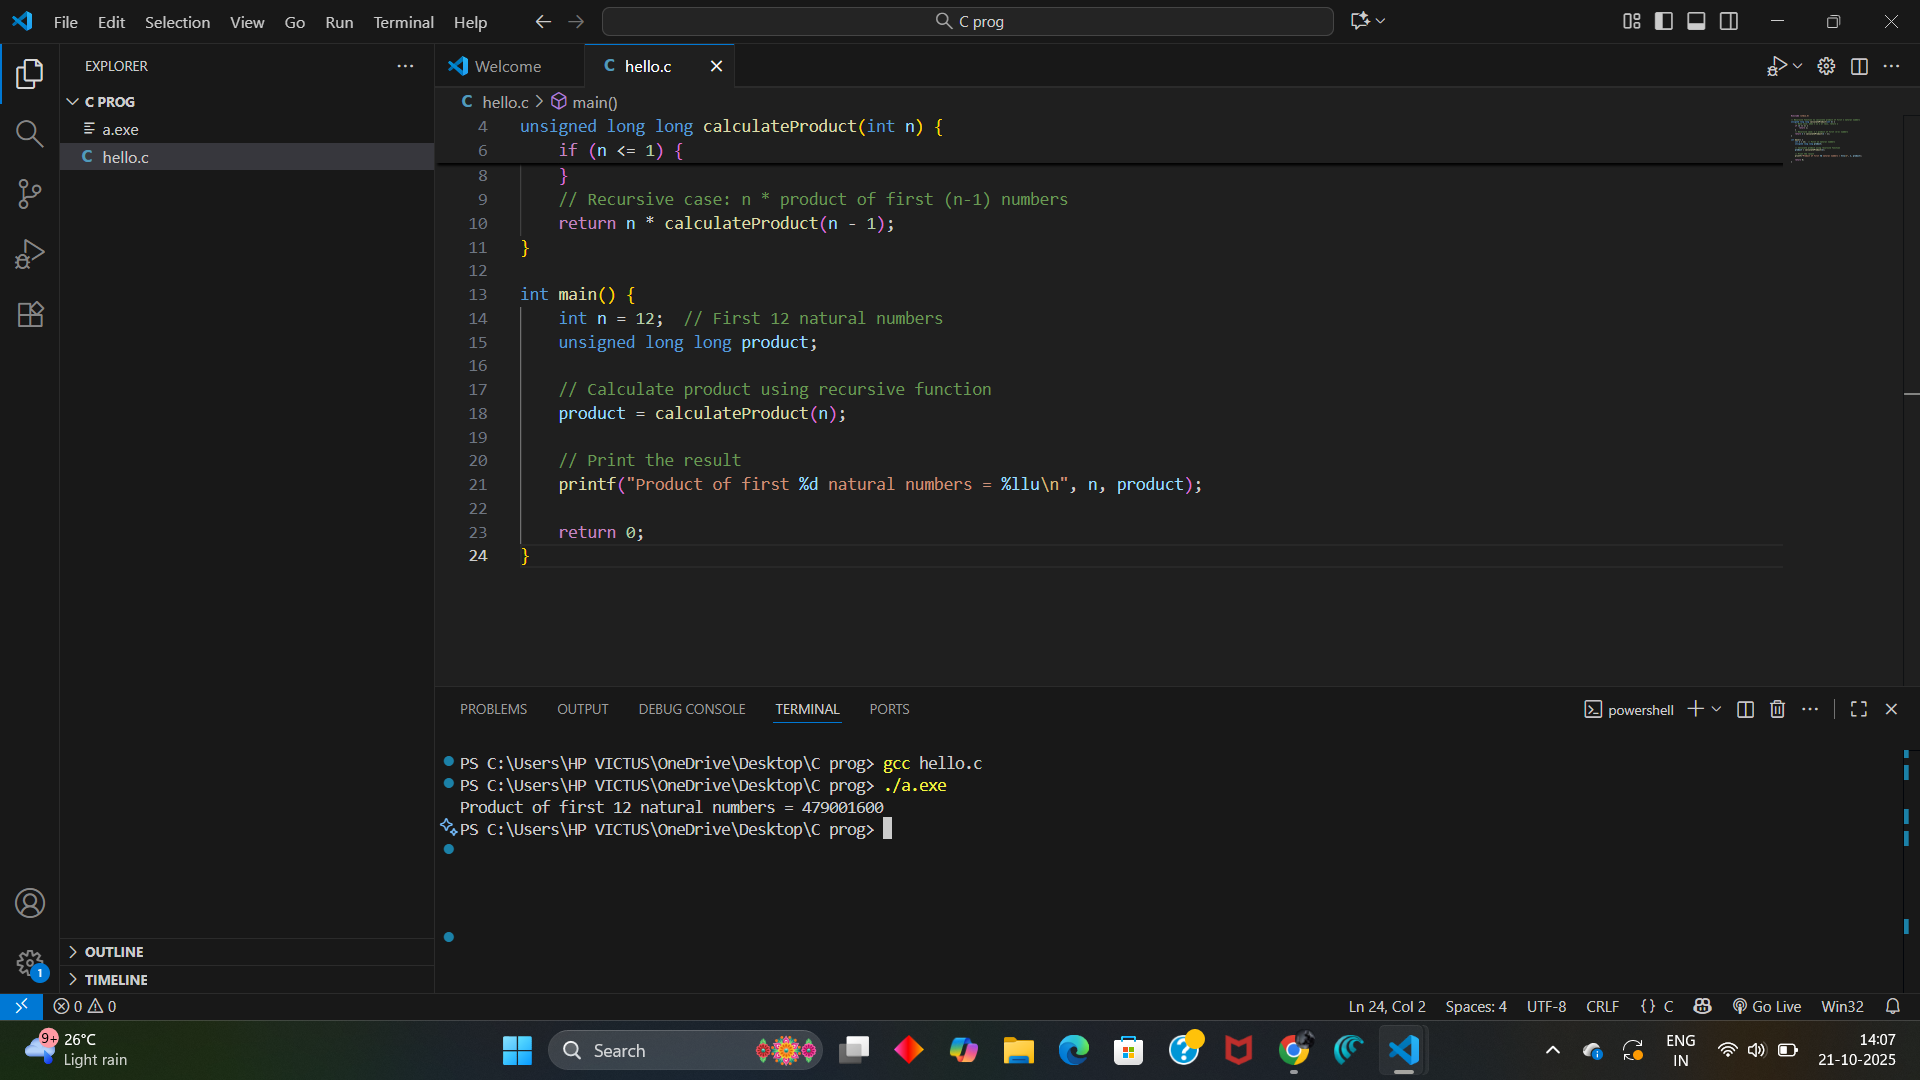 File Edit Selection View Go Run Terminal Help
C prog
EXPLORER
C PROG
a.exe
C hello.c
OUTLINE
TIMELINE
Welcome
C hello.c
C hello.c > main()
4 unsigned long long calculateProduct(int n) {
6     if (n <= 1) {
8     }
9     // Recursive case: n * product of first (n-1) numbers
10     return n * calculateProduct(n - 1);
11 }
12
13 int main() {
14     int n = 12;  // First 12 natural numbers
15     unsigned long long product;
16
17     // Calculate product using recursive function
18     product = calculateProduct(n);
19
20     // Print the result
21     printf("Product of first %d natural numbers = %llu\n", n, product);
22
23     return 0;
24 }
PROBLEMS OUTPUT DEBUG CONSOLE TERMINAL PORTS
powershell
PS C:\Users\HP VICTUS\OneDrive\Desktop\C prog> gcc hello.c
PS C:\Users\HP VICTUS\OneDrive\Desktop\C prog> ./a.exe
Product of first 12 natural numbers = 479001600
PS C:\Users\HP VICTUS\OneDrive\Desktop\C prog>
1
0 0
Ln 24, Col 2 Spaces: 4 UTF-8 CRLF {} C Go Live Win32
9+
26°C
Light rain
Search
ENG
IN
14:07
21-10-2025